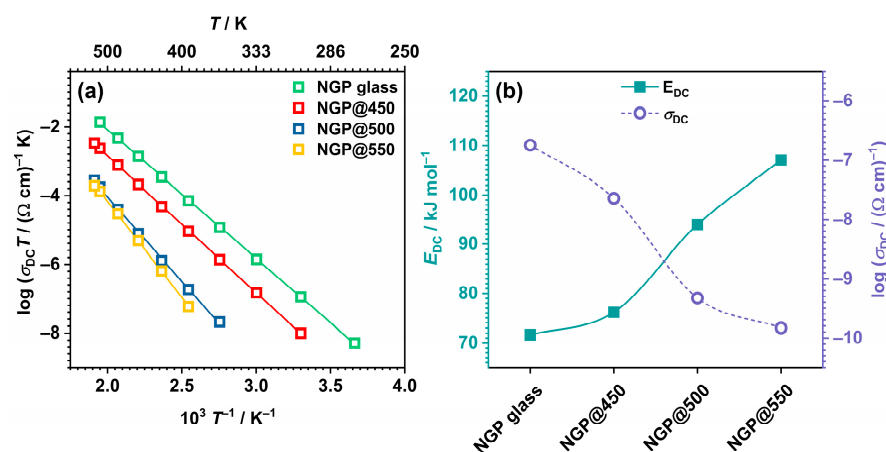 T / K
500 400 333 286 250
(a)
NGP glass
NGP@450
NGP@500
NGP@550
log (σDC T / (Ω cm)⁻¹ K)
−2
−4
−6
−8
2.0 2.5 3.0 3.5 4.0
10³ T⁻¹ / K⁻¹
(b)
EDC
σDC
EDC / kJ mol⁻¹
120
110
100
90
80
70
log (σDC / (Ω cm)⁻¹)
−6
−7
−8
−9
−10
NGP glass
NGP@450
NGP@500
NGP@550